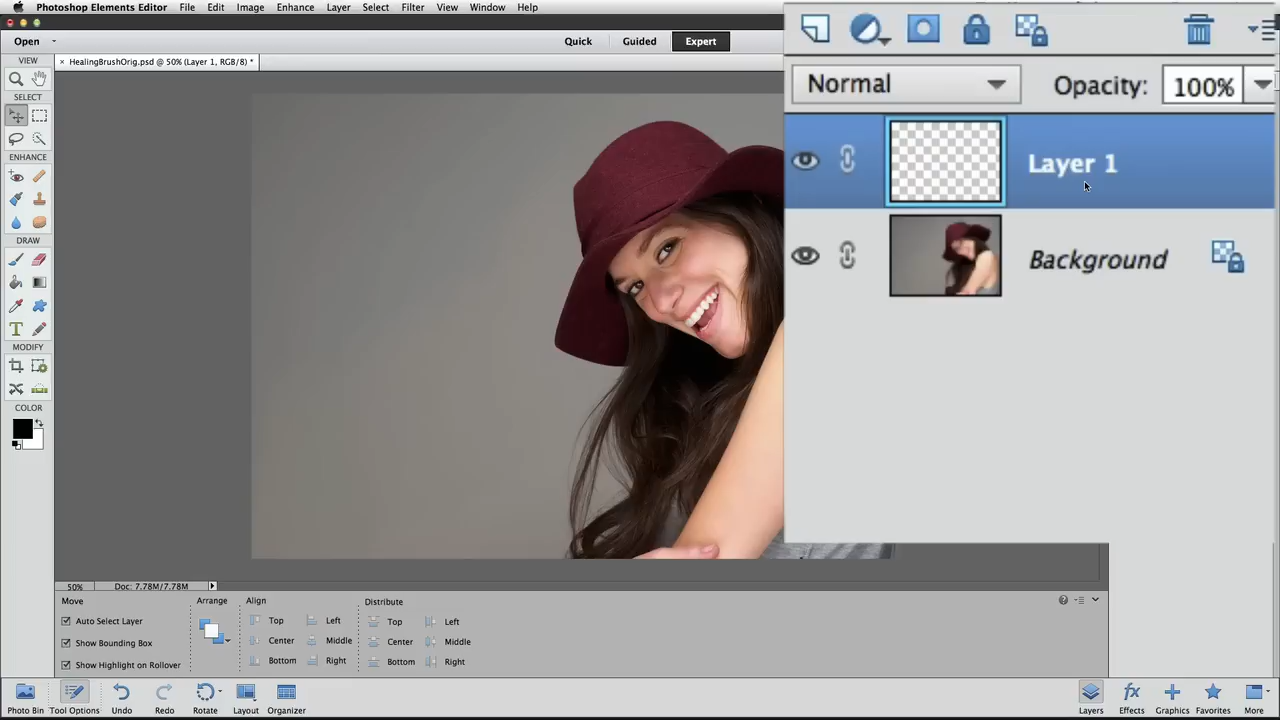 Photoshop Elements Editor File Edit Image Enhance Layer Select Filter View Window Help
Open Quick Guided Expert
VIEW
× HealingBrushOrig.psd @ 50% (Layer 1, RGB/8) *
SELECT
ENHANCE
DRAW
T
MODIFY
COLOR
Normal Opacity: 100%
Layer 1
Background
50% Doc: 7.78M/7.78M
Move Arrange Align Distribute
Auto Select Layer Top Left Top Left
Show Bounding Box Center Middle Center Middle
Show Highlight on Rollover Bottom Right Bottom Right
Photo Bin Tool Options Undo Redo Rotate Layout Organizer Layers fx Effects Graphics Favorites More